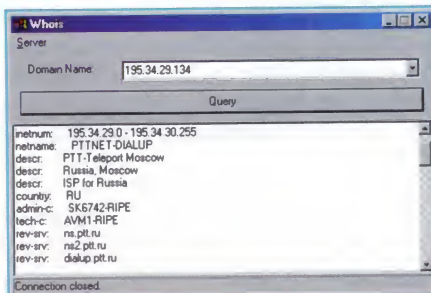 Whois
Server
Domain Name: 195.34.29.134
Query
inetnum: 195.34.29.0 - 195.34.30.255
netname: PTTNET-DIALUP
descr: PTT-Teleport Moscow
descr: Russia, Moscow
descr: ISP for Russia
country: RU
admin-c: SK6742-RIPE
tech-c: AVM1-RIPE
rev-srv: ns.ptt.ru
rev-srv: ns2.ptt.ru
rev-srv: dialup.ptt.ru
Connection closed.